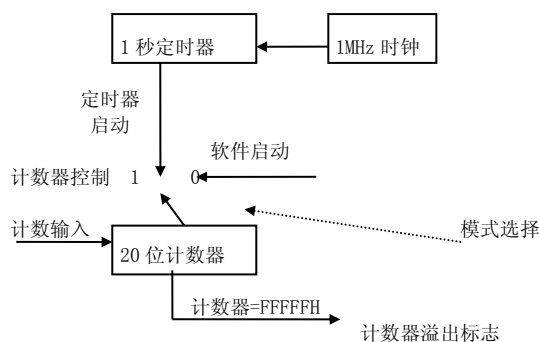 1 秒定时器
1MHz 时钟
定时器
启动
软件启动
计数器控制 1 0
计数输入
模式选择
20 位计数器
计数器=FFFFFH
计数器溢出标志